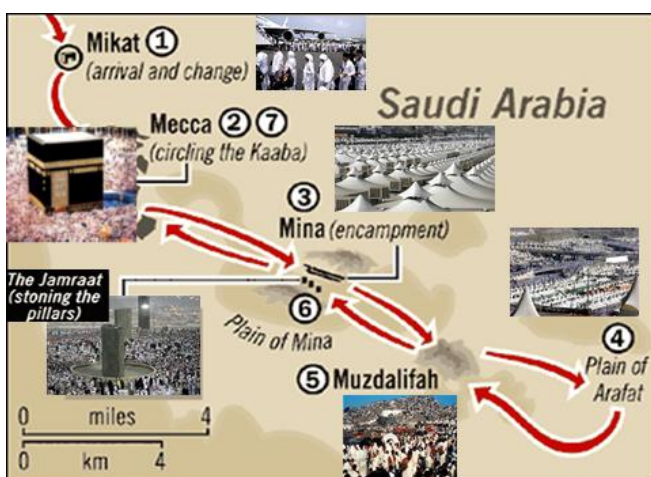 Mikat ①
(arrival and change)
Saudi Arabia
Mecca ② ⑦
(circling the Kaaba)
③
Mina (encampment)
The Jamraat
(stoning the
pillars)
⑥
Plain of Mina
④
Plain of
Arafat
⑤ Muzdalifah
0 miles 4
0 km 4